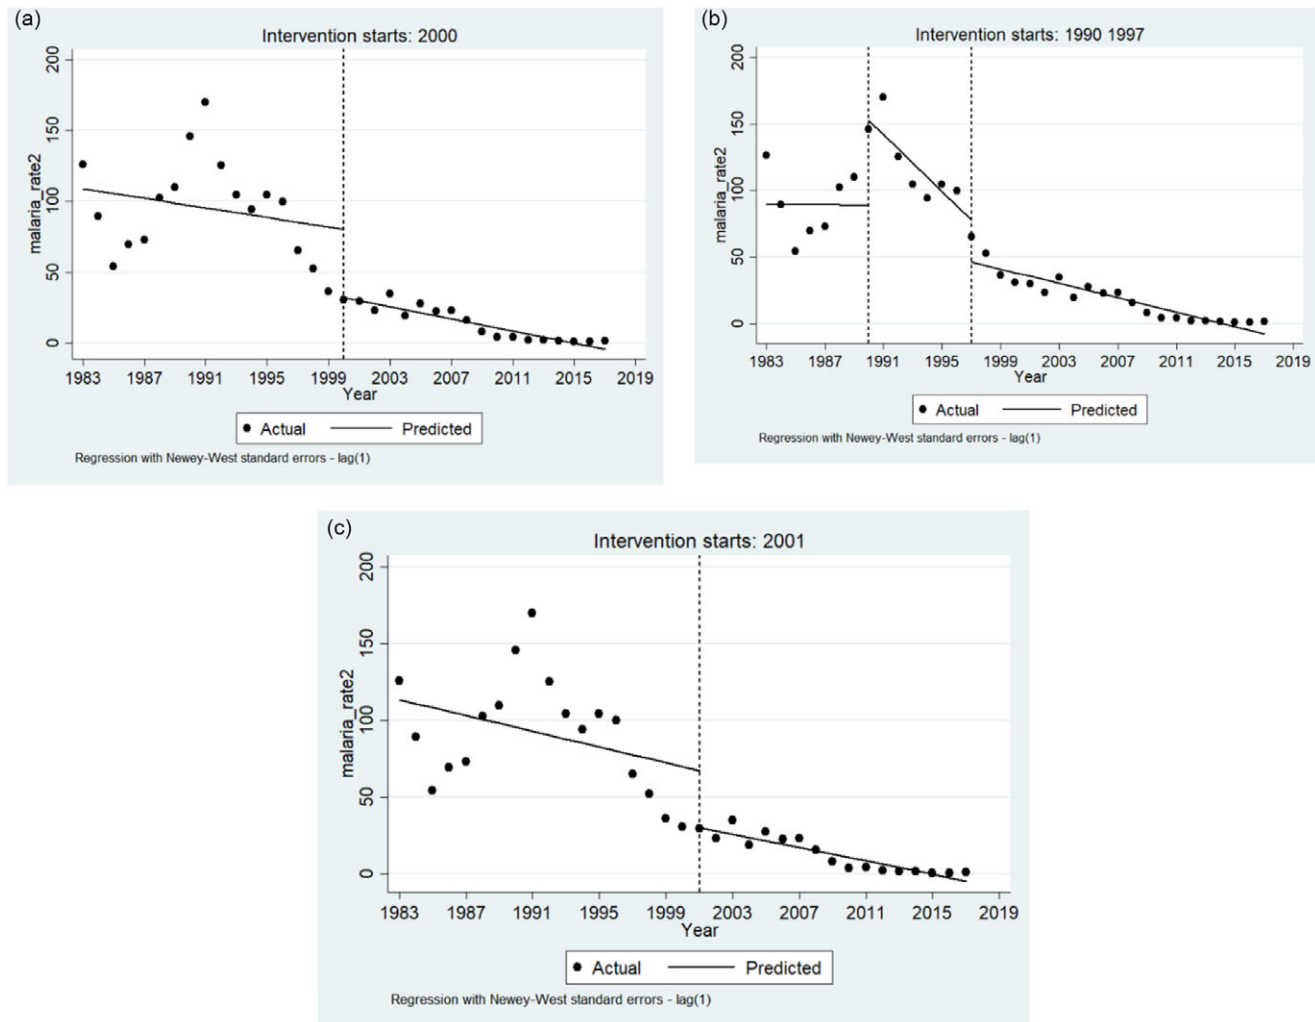 (a)
Intervention starts: 2000
200
150
100
50
0
malaria_rate2
1983 1987 1991 1995 1999 2003 2007 2011 2015 2019
Year
Actual Predicted
Regression with Newey-West standard errors - lag(1)
(b)
Intervention starts: 1990 1997
200
150
100
50
0
malaria_rate2
1983 1987 1991 1995 1999 2003 2007 2011 2015 2019
Year
Actual Predicted
Regression with Newey-West standard errors - lag(1)
(c)
Intervention starts: 2001
200
150
100
50
0
malaria_rate2
1983 1987 1991 1995 1999 2003 2007 2011 2015 2019
Year
Actual Predicted
Regression with Newey-West standard errors - lag(1)